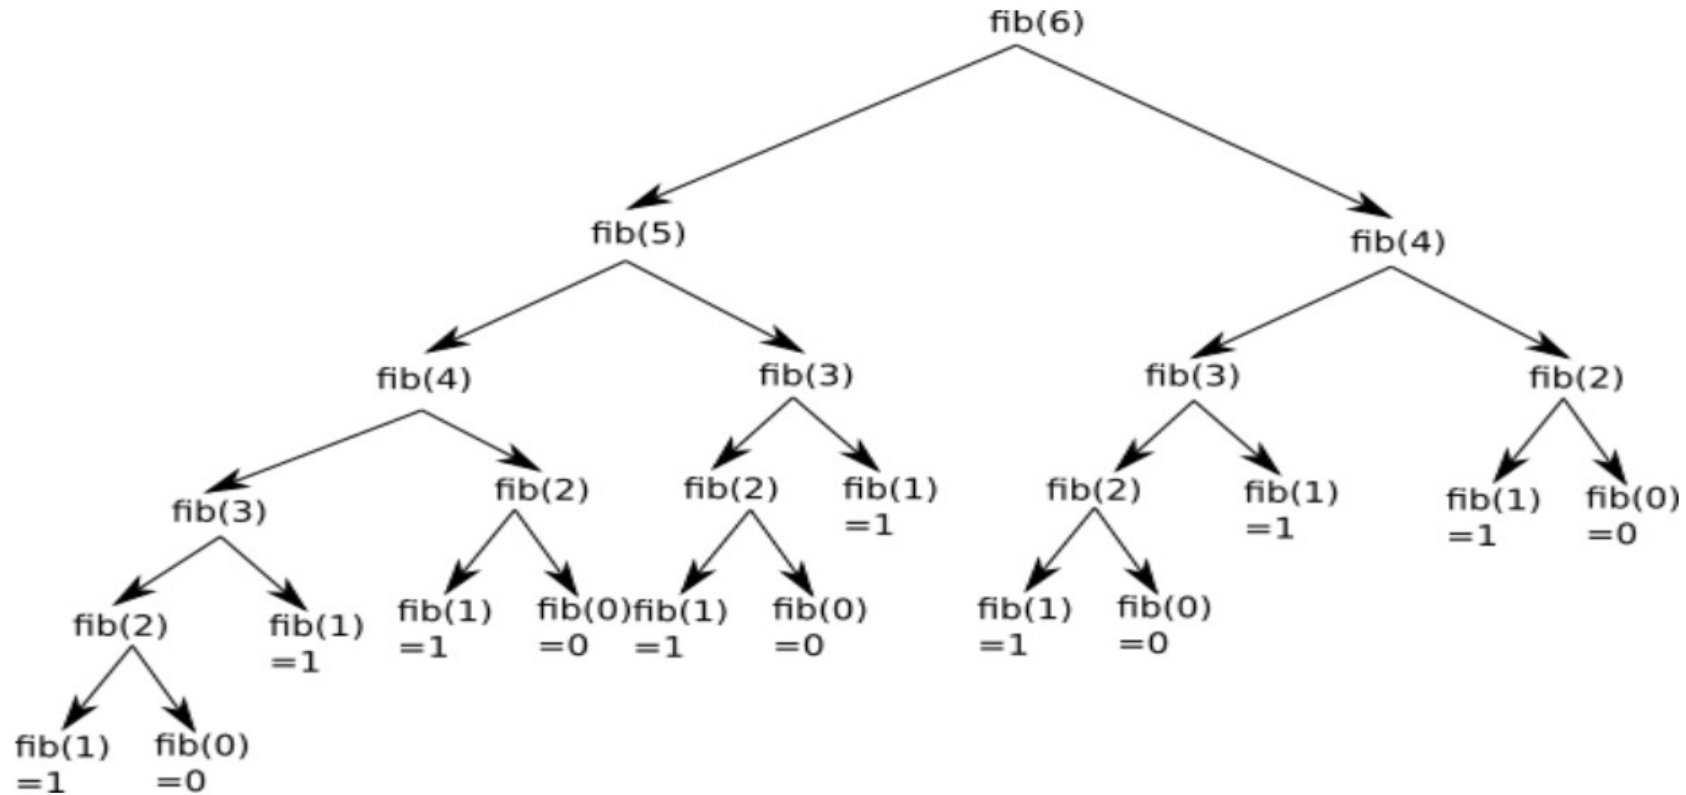 fib(6)
fib(5)
fib(4)
fib(4)
fib(3)
fib(3)
fib(2)
fib(3)
fib(2)
fib(2)
fib(1)
=1
fib(2)
fib(1)
=1
fib(1)
=1
fib(0)
=0
fib(2)
fib(1)
=1
fib(1)
=1
fib(0)
=0
fib(1)
=1
fib(0)
=0
fib(1)
=1
fib(0)
=0
fib(1)
=1
fib(0)
=0